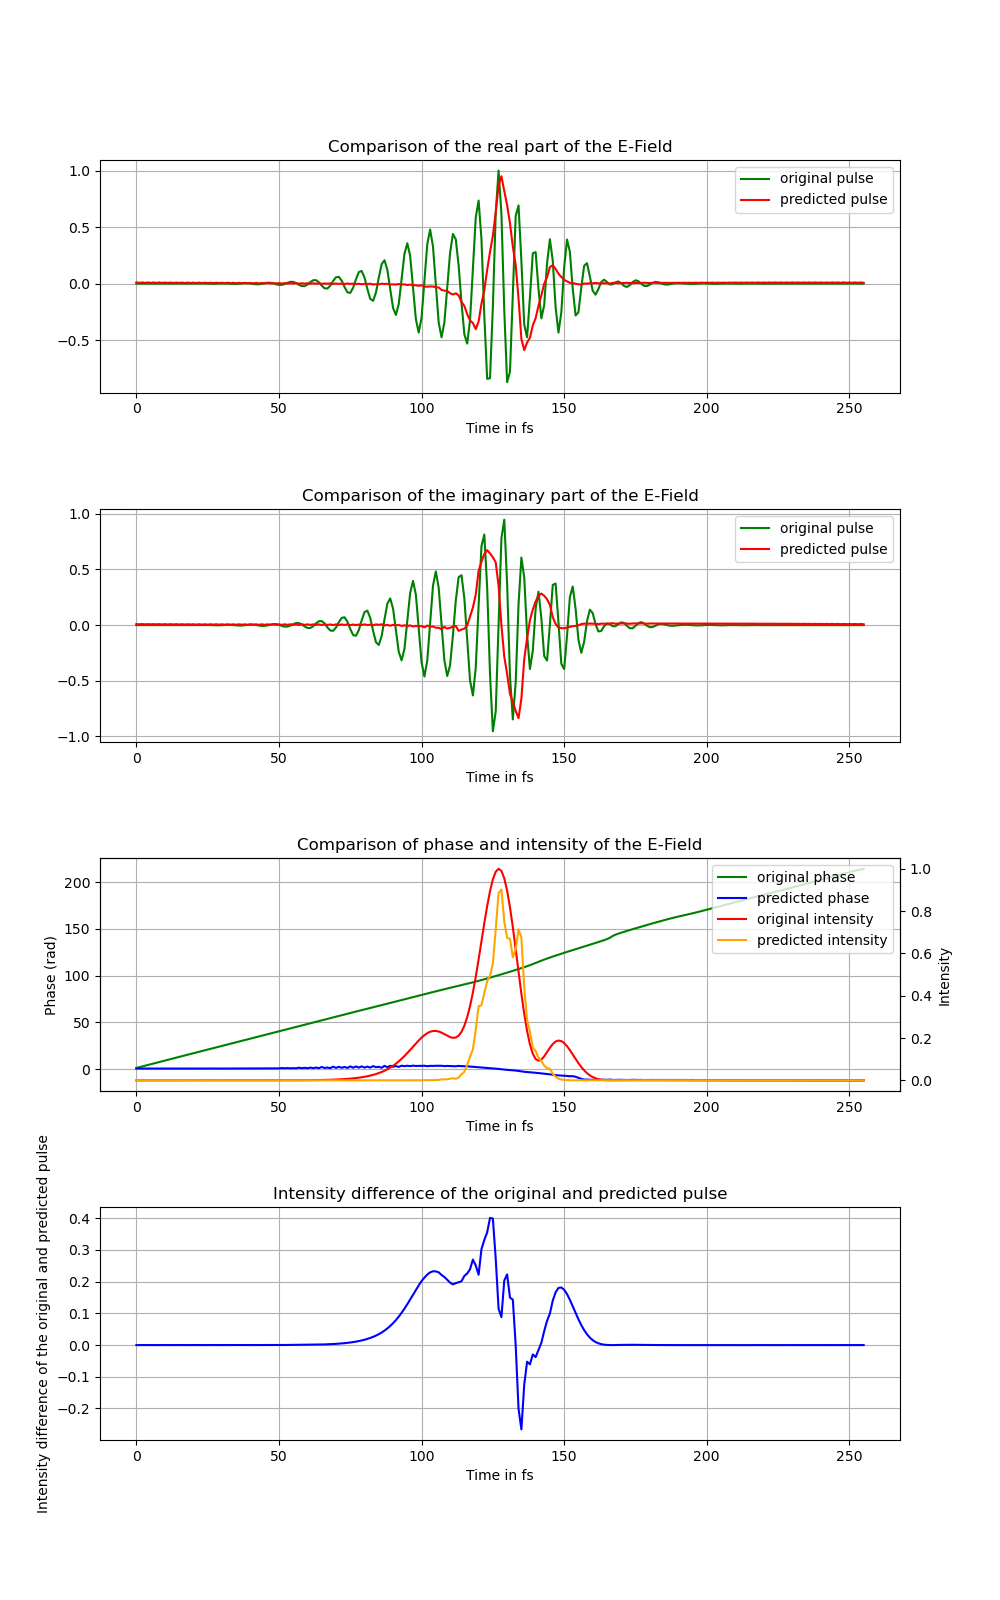 Comparison of the real part of the E-Field
1.0
0.5
0.0
−0.5
original pulse
predicted pulse
0 50 100 150 200 250
Time in fs
Comparison of the imaginary part of the E-Field
1.0
0.5
0.0
−0.5
−1.0
original pulse
predicted pulse
0 50 100 150 200 250
Time in fs
Comparison of phase and intensity of the E-Field
Phase (rad)
200
150
100
50
0
original phase
predicted phase
original intensity
predicted intensity
1.0
0.8
0.6
0.4
0.2
0.0
Intensity
0 50 100 150 200 250
Time in fs
Intensity difference of the original and predicted pulse
Intensity difference of the original and predicted pulse
0.4
0.3
0.2
0.1
0.0
−0.1
−0.2
0 50 100 150 200 250
Time in fs